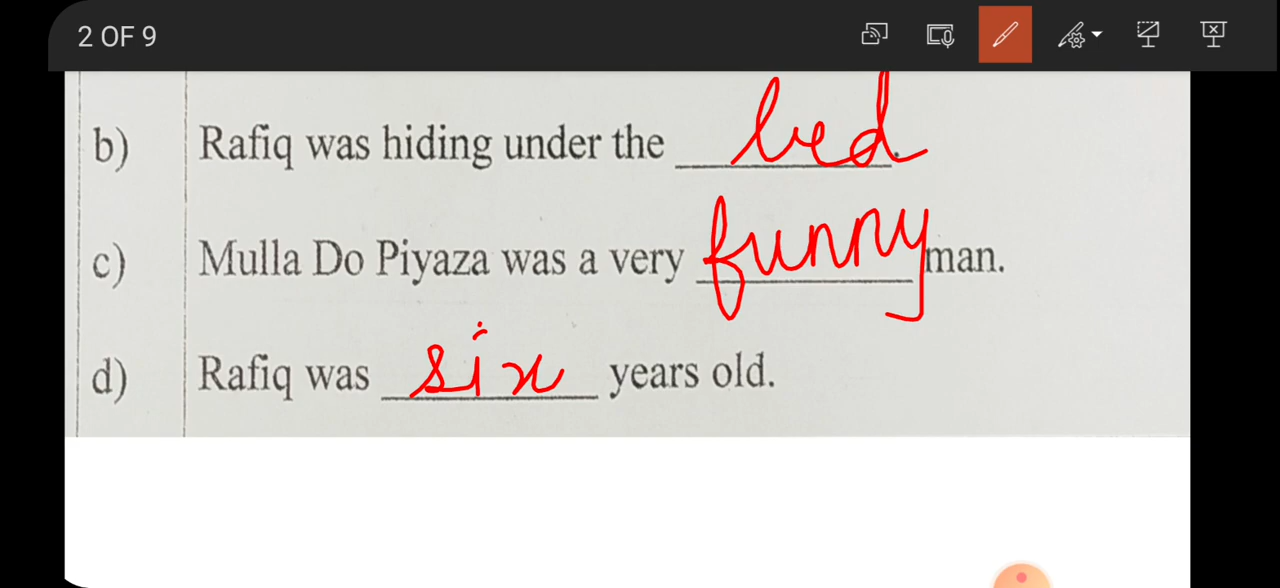 2 OF 9
b) Rafiq was hiding under the bed.
c) Mulla Do Piyaza was a very funny man.
d) Rafiq was six years old.